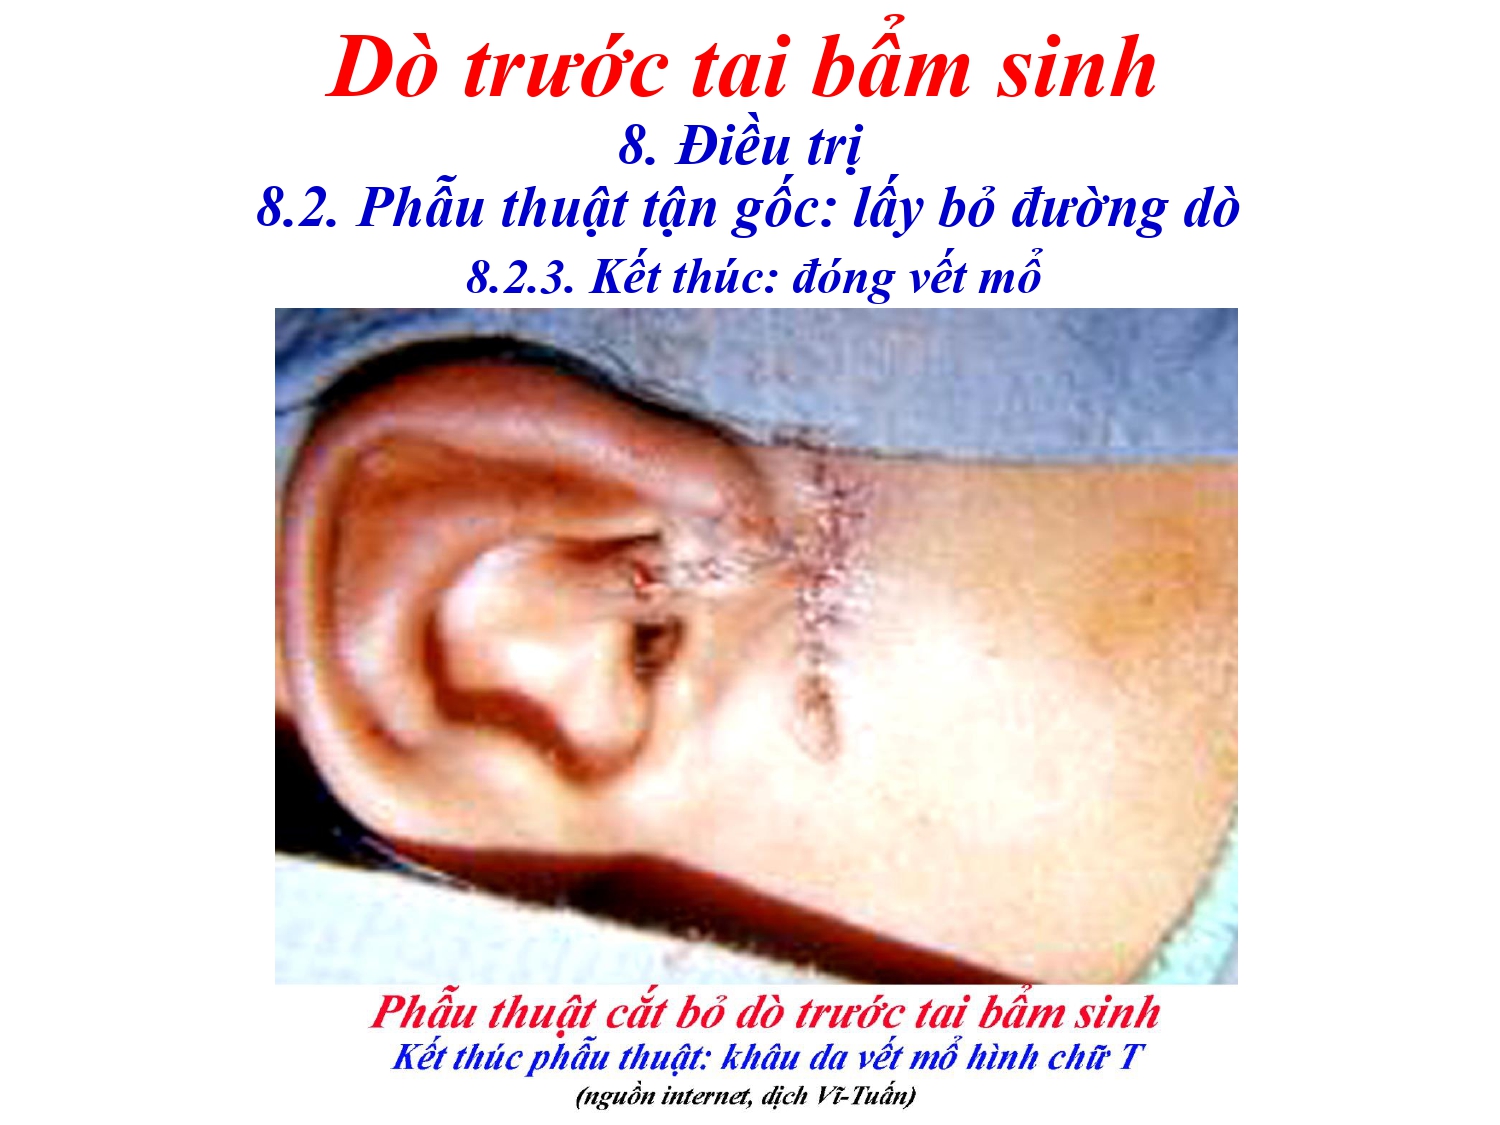 Dò trước tai bẩm sinh
8. Điều trị
8.2. Phẫu thuật tận gốc: lấy bỏ đường dò
8.2.3. Kết thúc: đóng vết mổ
Phẫu thuật cắt bỏ dò trước tai bẩm sinh
Kết thúc phẫu thuật: khâu da vết mổ hình chữ T
(nguồn internet, dịch Vĩ-Tuấn)